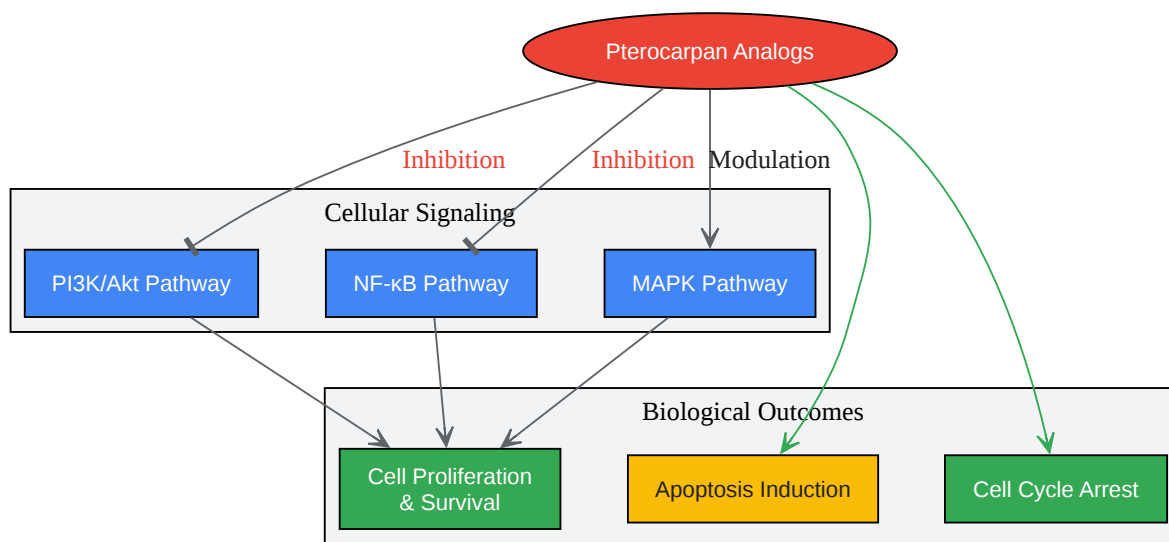 Pterocarpan Analogs
Inhibition
Inhibition
Modulation
Cellular Signaling
PI3K/Akt Pathway
NF-κB Pathway
MAPK Pathway
Biological Outcomes
Cell Proliferation
& Survival
Apoptosis Induction
Cell Cycle Arrest